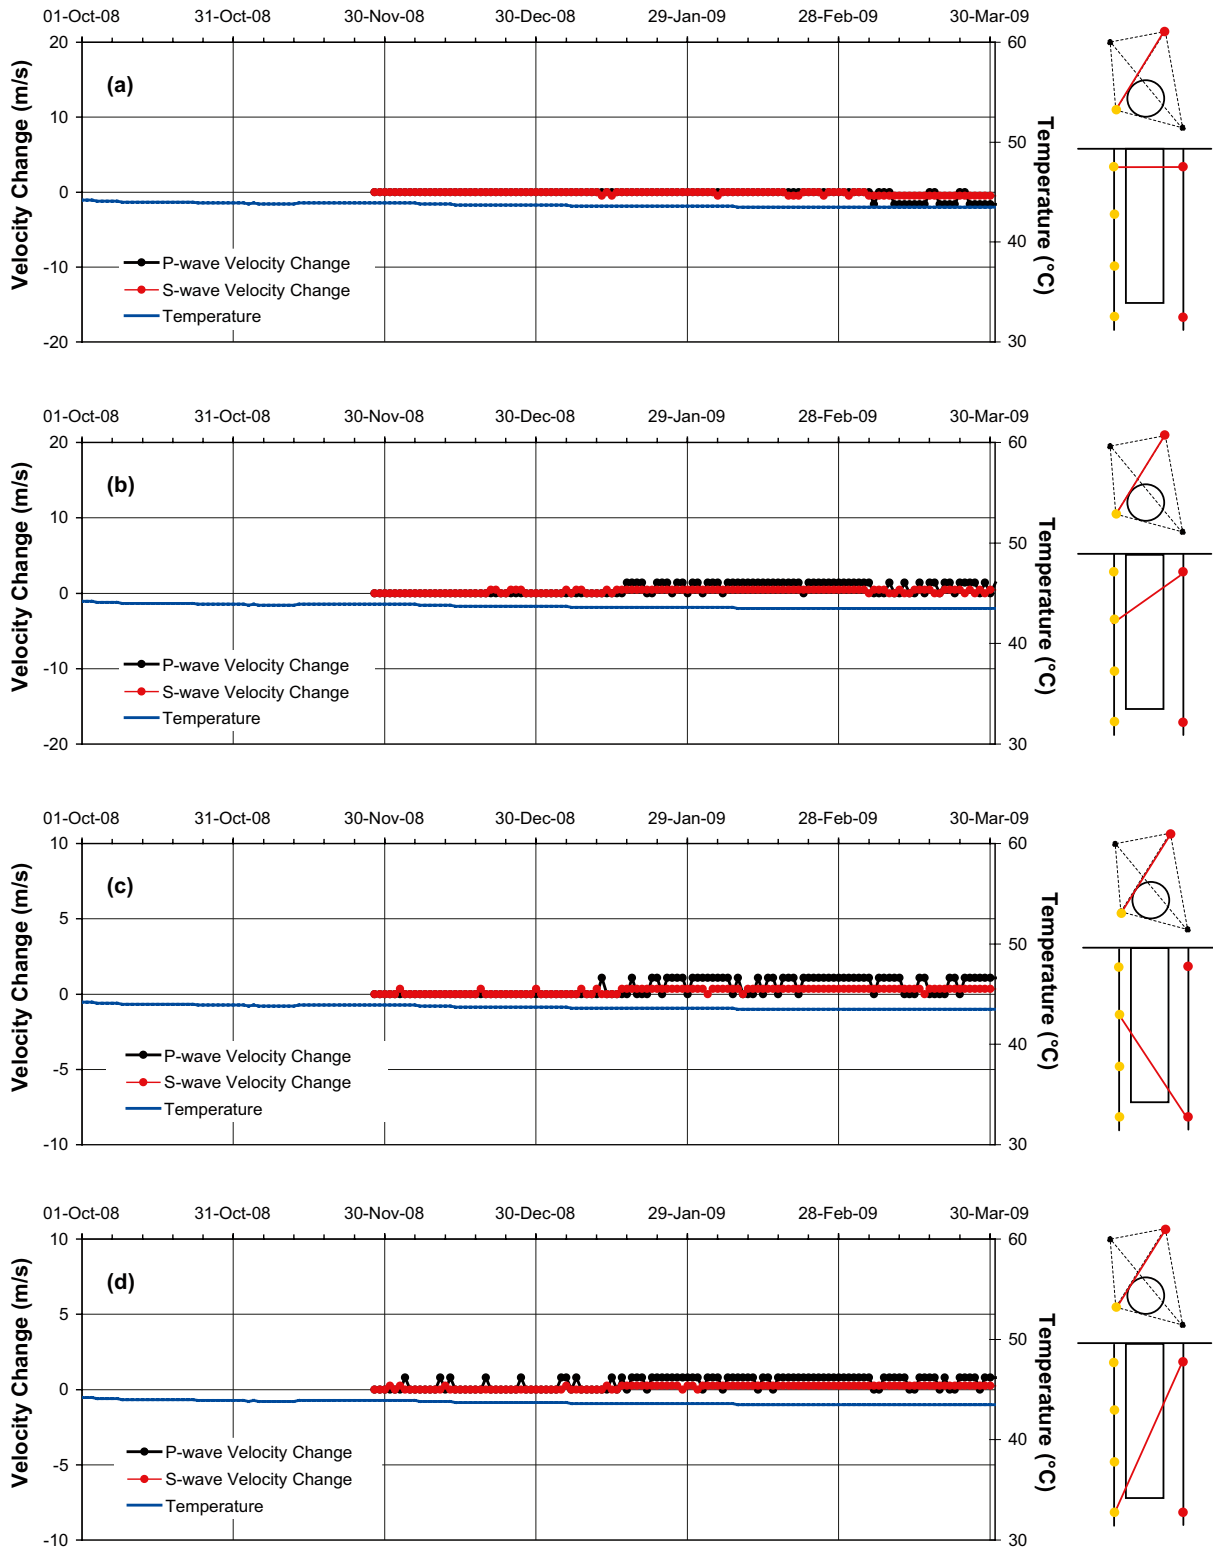 01-Oct-08 31-Oct-08 30-Nov-08 30-Dec-08 29-Jan-09 28-Feb-09 30-Mar-09
20 60
(a)
10 50
0
-10 40
-20 30
Velocity Change (m/s)
Temperature (°C)
P-wave Velocity Change
S-wave Velocity Change
Temperature
01-Oct-08 31-Oct-08 30-Nov-08 30-Dec-08 29-Jan-09 28-Feb-09 30-Mar-09
20 60
(b)
10 50
0
-10 40
-20 30
Velocity Change (m/s)
Temperature (°C)
P-wave Velocity Change
S-wave Velocity Change
Temperature
01-Oct-08 31-Oct-08 30-Nov-08 30-Dec-08 29-Jan-09 28-Feb-09 30-Mar-09
10 60
(c)
5 50
0
-5 40
-10 30
Velocity Change (m/s)
Temperature (°C)
P-wave Velocity Change
S-wave Velocity Change
Temperature
01-Oct-08 31-Oct-08 30-Nov-08 30-Dec-08 29-Jan-09 28-Feb-09 30-Mar-09
10 60
(d)
5 50
0
-5 40
-10 30
Velocity Change (m/s)
Temperature (°C)
P-wave Velocity Change
S-wave Velocity Change
Temperature